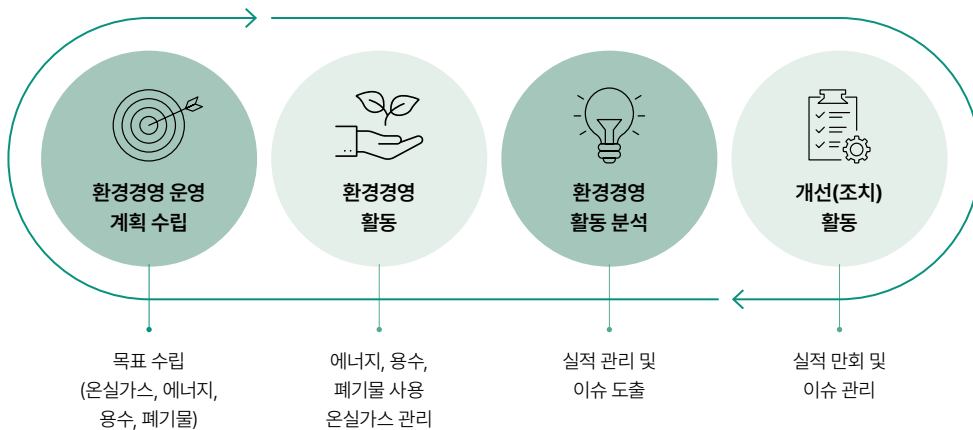 환경경영 운영
계획 수립
환경경영
활동
환경경영
활동 분석
개선(조치)
활동
목표 수립
(온실가스, 에너지,
용수, 폐기물)
에너지, 용수,
폐기물 사용
온실가스 관리
실적 관리 및
이슈 도출
실적 만회 및
이슈 관리